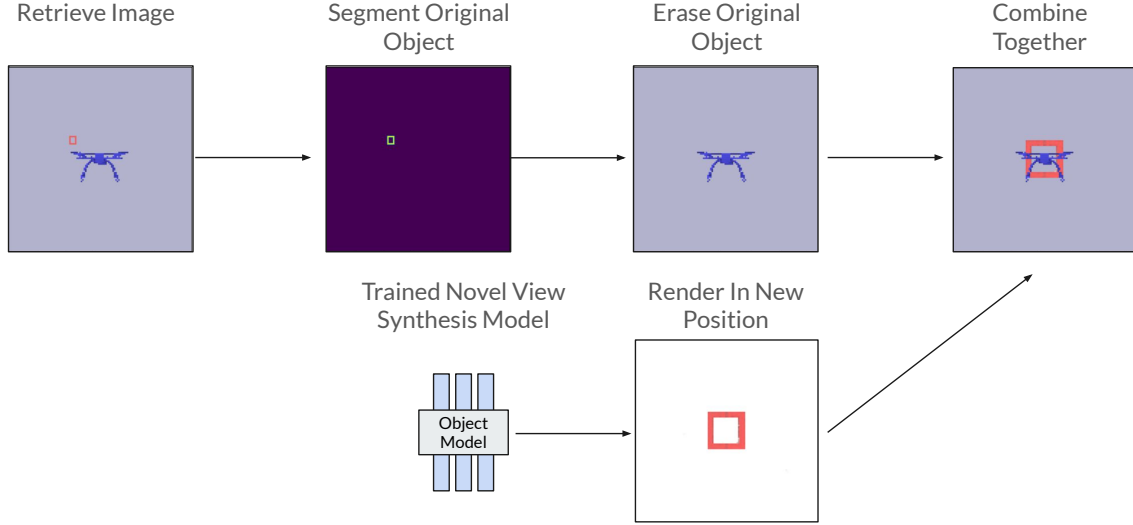 Retrieve Image
Segment Original
Object
Erase Original
Object
Combine
Together
Trained Novel View
Synthesis Model
Render In New
Position
Object
Model